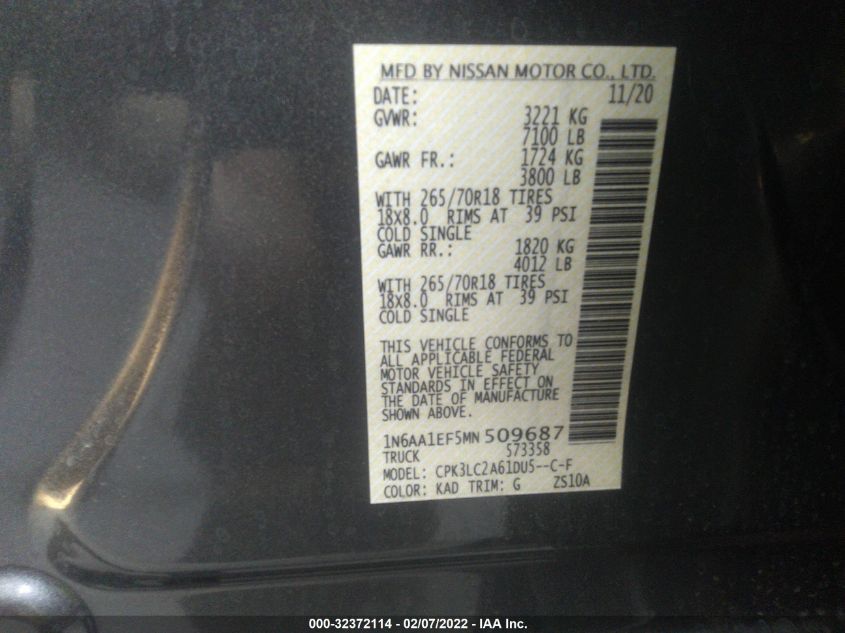 MFD BY NISSAN MOTOR CO., LTD.
DATE: 11/20
GVWR: 3221 KG
7100 LB
GAWR FR.: 1724 KG
3800 LB
WITH 265/70R18 TIRES
18X8.0 RIMS AT 39 PSI
COLD SINGLE
GAWR RR.: 1820 KG
4012 LB
WITH 265/70R18 TIRES
18X8.0 RIMS AT 39 PSI
COLD SINGLE
THIS VEHICLE CONFORMS TO
ALL APPLICABLE FEDERAL
MOTOR VEHICLE SAFETY
STANDARDS IN EFFECT ON
THE DATE OF MANUFACTURE
SHOWN ABOVE.
1N6AA1EF5MN 509687
TRUCK 573358
MODEL: CPK3LC2A61DU5--C-F
COLOR: KAD TRIM: G ZS10A
000-32372114 - 02/07/2022 - IAA Inc.